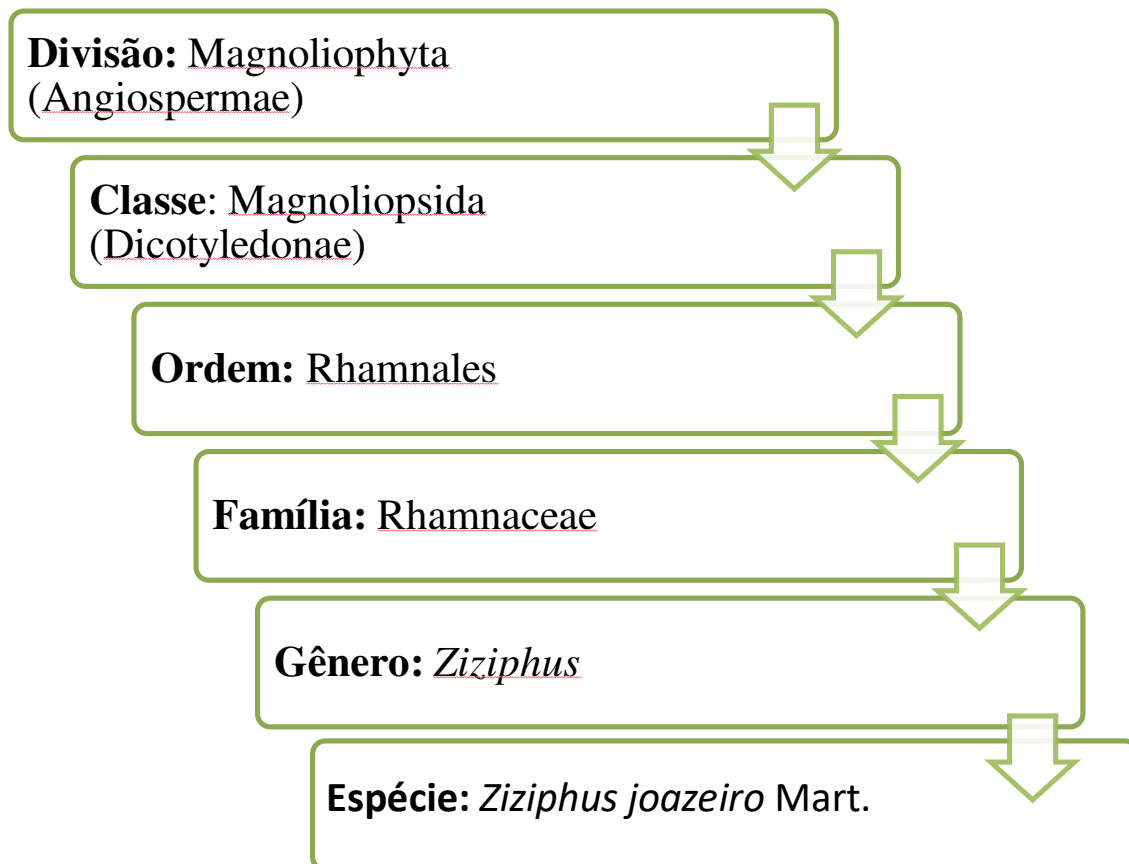 Divisão: Magnoliophyta
(Angiospermae)
Classe: Magnoliopsida
(Dicotyledonae)
Ordem: Rhamnales
Família: Rhamnaceae
Gênero: Ziziphus
Espécie: Ziziphus joazeiro Mart.